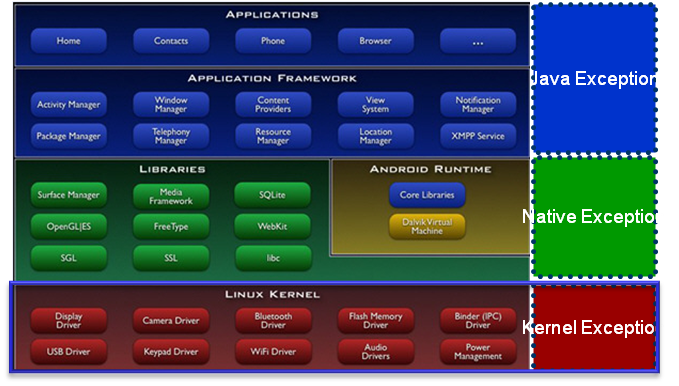 APPLICATIONS
Home
Contacts
Phone
Browser
...
APPLICATION FRAMEWORK
Activity Manager
Window
Manager
Content
Providers
View
System
Notification
Manager
Package Manager
Telephony
Manager
Resource
Manager
Location
Manager
XMPP Service
Java Exception
LIBRARIES
Surface Manager
Media
Framework
SQLite
OpenGL|ES
FreeType
WebKit
SGL
SSL
libc
ANDROID RUNTIME
Core Libraries
Dalvik Virtual
Machine
Native Exception
LINUX KERNEL
Display
Driver
Camera Driver
Bluetooth
Driver
Flash Memory
Driver
Binder (IPC)
Driver
USB Driver
Keypad Driver
WiFi Driver
Audio
Drivers
Power
Management
Kernel Exception